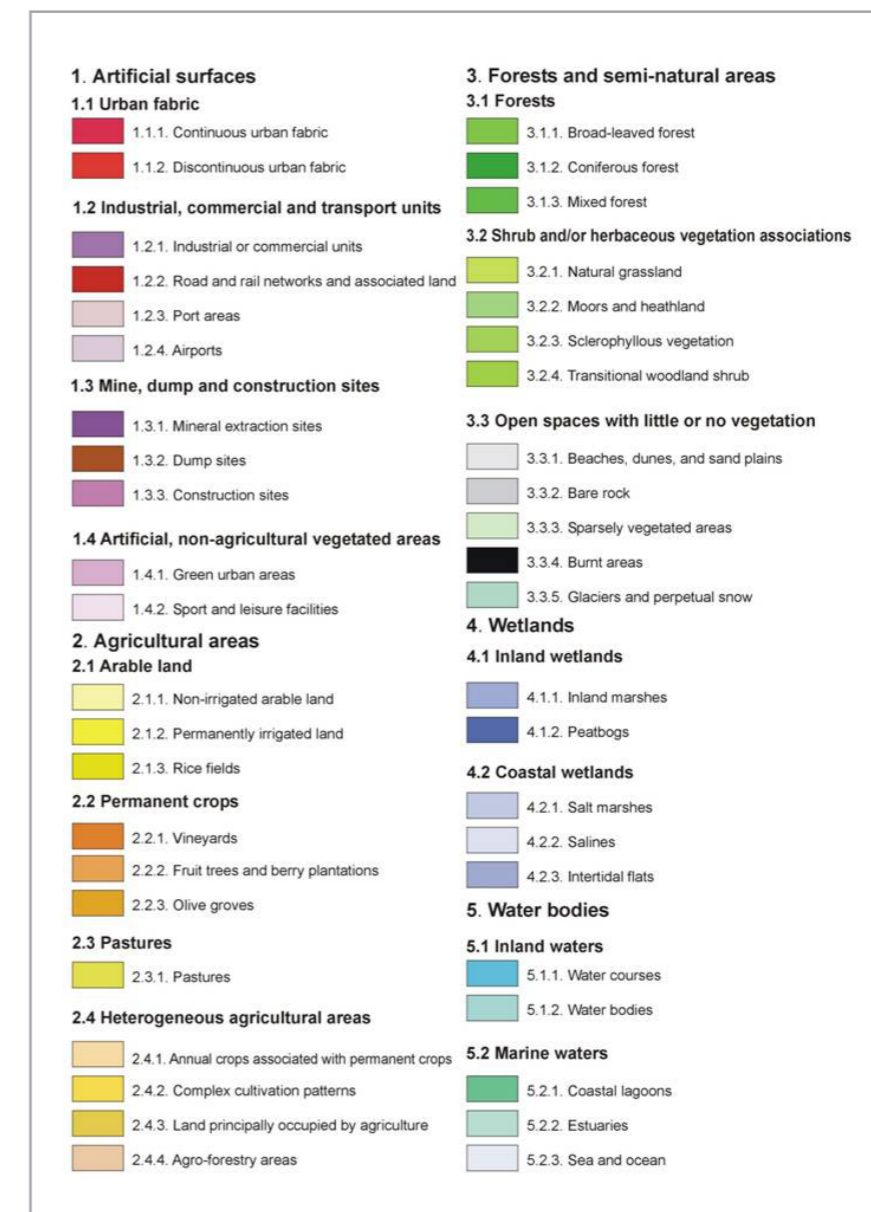 1. Artificial surfaces
1.1 Urban fabric
1.1.1. Continuous urban fabric
1.1.2. Discontinuous urban fabric
1.2 Industrial, commercial and transport units
1.2.1. Industrial or commercial units
1.2.2. Road and rail networks and associated land
1.2.3. Port areas
1.2.4. Airports
1.3 Mine, dump and construction sites
1.3.1. Mineral extraction sites
1.3.2. Dump sites
1.3.3. Construction sites
1.4 Artificial, non-agricultural vegetated areas
1.4.1. Green urban areas
1.4.2. Sport and leisure facilities
2. Agricultural areas
2.1 Arable land
2.1.1. Non-irrigated arable land
2.1.2. Permanently irrigated land
2.1.3. Rice fields
2.2 Permanent crops
2.2.1. Vineyards
2.2.2. Fruit trees and berry plantations
2.2.3. Olive groves
2.3 Pastures
2.3.1. Pastures
2.4 Heterogeneous agricultural areas
2.4.1. Annual crops associated with permanent crops
2.4.2. Complex cultivation patterns
2.4.3. Land principally occupied by agriculture
2.4.4. Agro-forestry areas
3. Forests and semi-natural areas
3.1 Forests
3.1.1. Broad-leaved forest
3.1.2. Coniferous forest
3.1.3. Mixed forest
3.2 Shrub and/or herbaceous vegetation associations
3.2.1. Natural grassland
3.2.2. Moors and heathland
3.2.3. Sclerophyllous vegetation
3.2.4. Transitional woodland shrub
3.3 Open spaces with little or no vegetation
3.3.1. Beaches, dunes, and sand plains
3.3.2. Bare rock
3.3.3. Sparsely vegetated areas
3.3.4. Burnt areas
3.3.5. Glaciers and perpetual snow
4. Wetlands
4.1 Inland wetlands
4.1.1. Inland marshes
4.1.2. Peatbogs
4.2 Coastal wetlands
4.2.1. Salt marshes
4.2.2. Salines
4.2.3. Intertidal flats
5. Water bodies
5.1 Inland waters
5.1.1. Water courses
5.1.2. Water bodies
5.2 Marine waters
5.2.1. Coastal lagoons
5.2.2. Estuaries
5.2.3. Sea and ocean